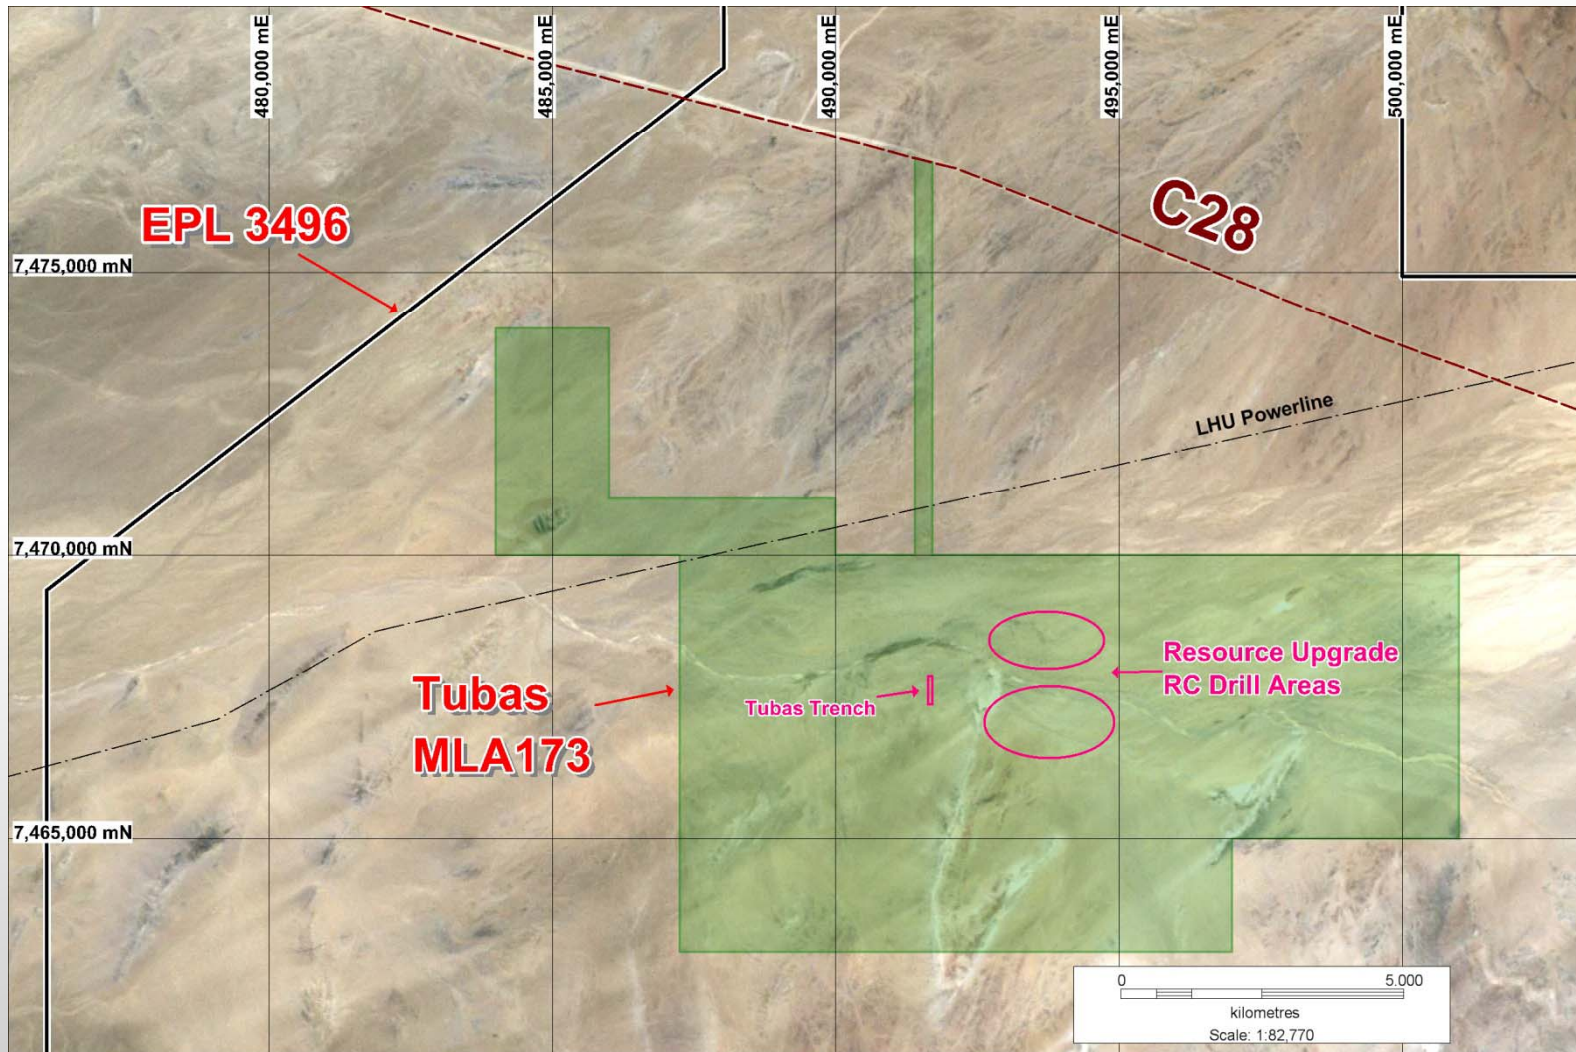 480,000 mE
485,000 mE
490,000 mE
495,000 mE
500,000 mE
EPL 3496
C28
7,475,000 mN
LHU Powerline
7,470,000 mN
Resource Upgrade
RC Drill Areas
Tubas
MLA173
Tubas Trench
7,465,000 mN
0 5.000
kilometres
Scale: 1:82,770